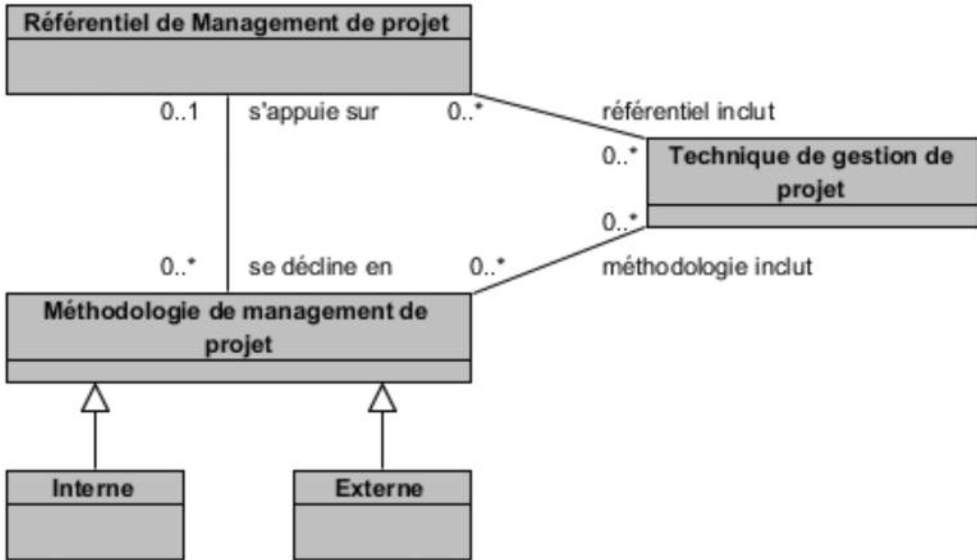 Référentiel de Management de projet
0..1 s'appuie sur 0..* référentiel inclut
0..* Technique de gestion de
projet
0..*
0..* se décline en 0..* méthodologie inclut
Méthodologie de management de
projet
Interne Externe